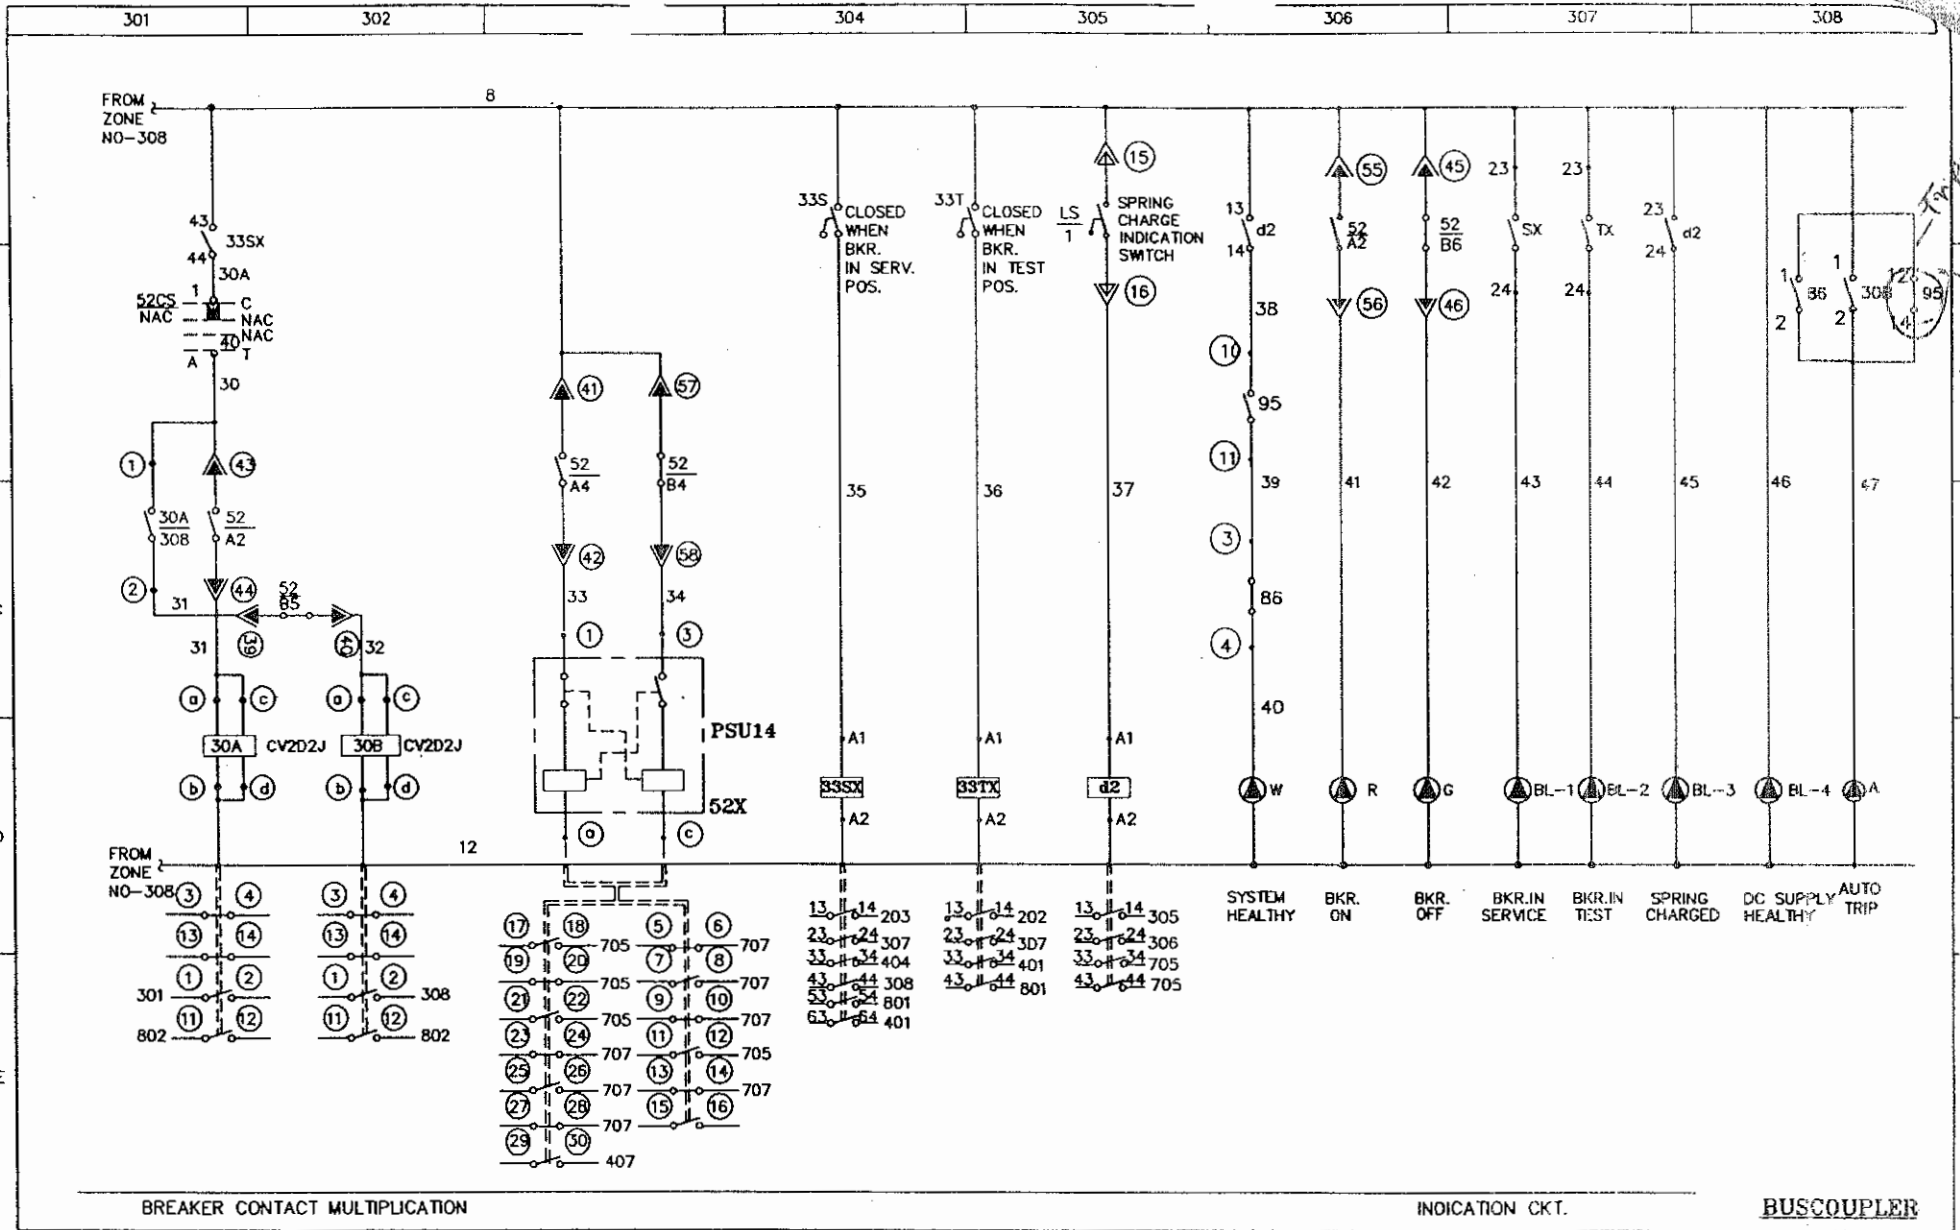 301 302 304 305 306 307 308
FROM
ZONE
NO-308
8
43
33SX
44
30A
1
52CS
NAC
C
NAC
NAC
40
A
T
30
1
43
30A
308
52
A2
2
44
31
52
B5
39
40
31
32
a
c
a
c
30A
CV2D2J
30B
CV2D2J
b
d
b
d
FROM
ZONE
NO-308
12
3 4
13 14
301 1 2
802 11 12
3 4
13 14
1 2 308
11 12 802
41
57
52
A4
52
B4
42
58
33
34
1
3
PSU14
52X
a
c
17 18 705
19 20 705
21 22 705
23 24 707
25 26 707
27 28 707
29 30 407
5 6 707
7 8 707
9 10 707
11 12 705
13 14 707
15 16
33S
CLOSED
WHEN
BKR.
IN SERV.
POS.
35
A1
33SX
A2
13 14 203
23 24 307
33 34 404
43 44 308
53 54 801
63 64 401
33T
CLOSED
WHEN
BKR.
IN TEST
POS.
36
A1
33TX
A2
13 14 202
23 24 307
33 34 401
43 44 801
15
LS
1
SPRING
CHARGE
INDICATION
SWITCH
16
37
A1
d2
A2
13 14 305
23 24 306
33 34 705
43 44 705
13
d2
14
38
10
95
11
39
3
86
4
40
W
SYSTEM
HEALTHY
55
52
A2
56
41
R
BKR.
ON
45
52
B6
46
42
G
BKR.
OFF
23
SX
24
43
BL-1
BKR.IN
SERVICE
23
TX
24
44
BL-2
BKR.IN
TEST
23
d2
24
45
BL-3
SPRING
CHARGED
46
BL-4
DC SUPPLY
HEALTHY
1
86
2
1
30B
2
12
95
14
47
A
AUTO
TRIP
BREAKER CONTACT MULTIPLICATION
INDICATION CKT.
BUSCOUPLER